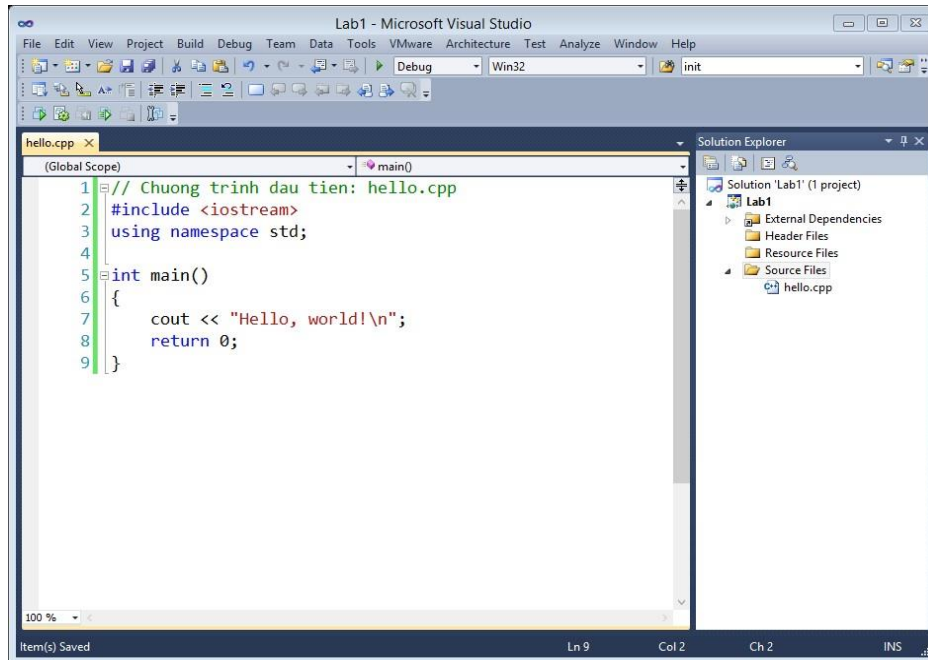 Lab1 - Microsoft Visual Studio
File Edit View Project Build Debug Team Data Tools VMware Architecture Test Analyze Window Help
Debug Win32 init
hello.cpp
Solution Explorer
(Global Scope) main()
1 // Chuong trinh dau tien: hello.cpp
2 #include <iostream>
3 using namespace std;
4
5 int main()
6 {
7 cout << "Hello, world!\n";
8 return 0;
9 }
Solution 'Lab1' (1 project)
Lab1
External Dependencies
Header Files
Resource Files
Source Files
hello.cpp
100 %
Item(s) Saved Ln 9 Col 2 Ch 2 INS